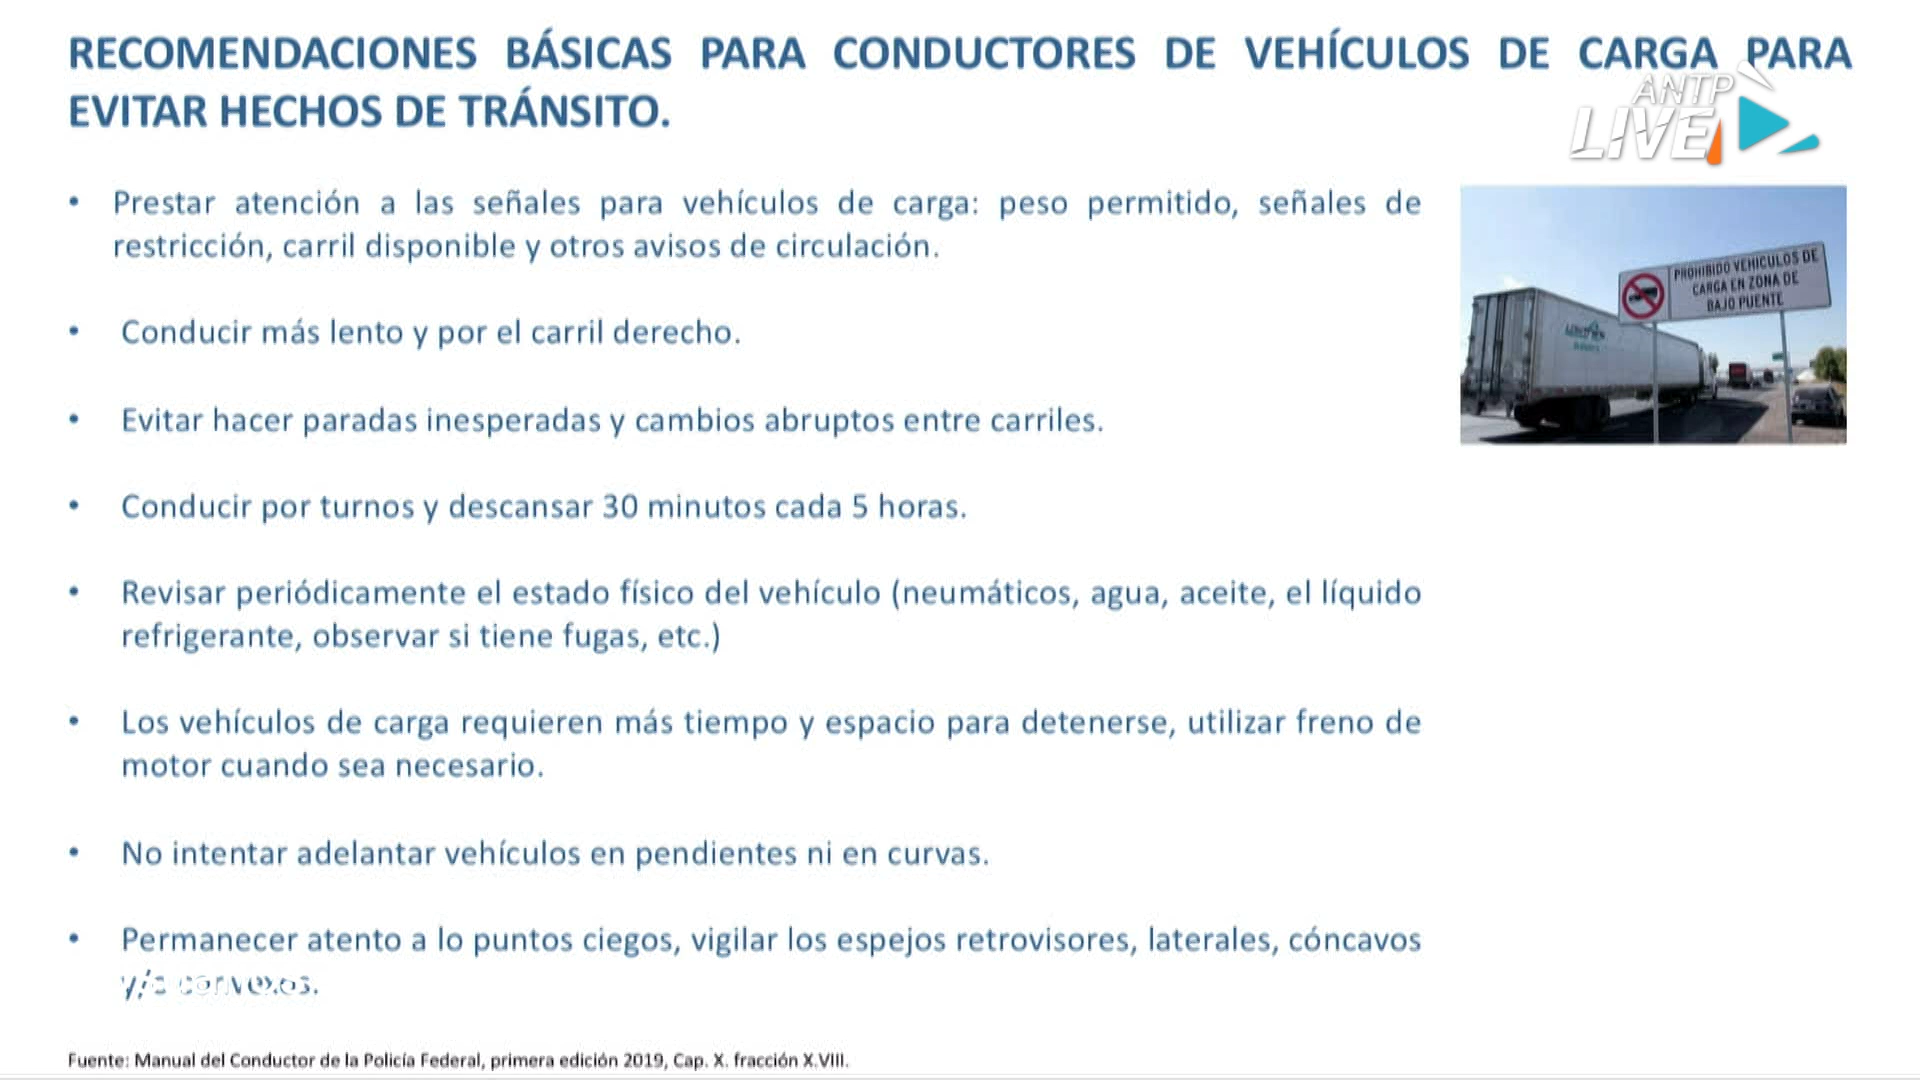 RECOMENDACIONES BÁSICAS PARA CONDUCTORES DE VEHÍCULOS DE CARGA PARA
EVITAR HECHOS DE TRÁNSITO.
ANTP
LIVE
• Prestar atención a las señales para vehículos de carga: peso permitido, señales de
restricción, carril disponible y otros avisos de circulación.
PROHIBIDO VEHICULOS DE
CARGA EN ZONA DE
BAJO PUENTE
• Conducir más lento y por el carril derecho.
• Evitar hacer paradas inesperadas y cambios abruptos entre carriles.
• Conducir por turnos y descansar 30 minutos cada 5 horas.
• Revisar periódicamente el estado físico del vehículo (neumáticos, agua, aceite, el líquido
refrigerante, observar si tiene fugas, etc.)
• Los vehículos de carga requieren más tiempo y espacio para detenerse, utilizar freno de
motor cuando sea necesario.
• No intentar adelantar vehículos en pendientes ni en curvas.
• Permanecer atento a lo puntos ciegos, vigilar los espejos retrovisores, laterales, cóncavos
y/o convexos.
Fuente: Manual del Conductor de la Policía Federal, primera edición 2019, Cap. X. fracción X.VIII.